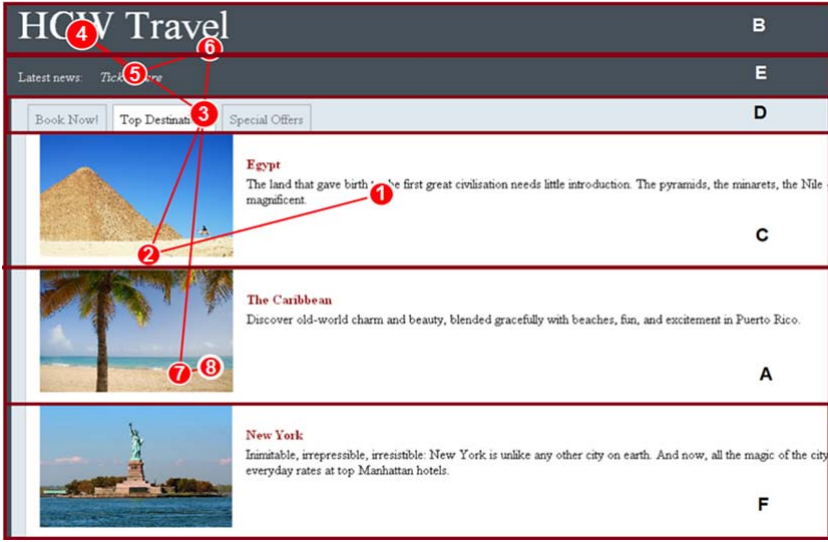 HCW Travel
B
4
6
Latest news:
5
E
Book Now!
Top
3
Special Offers
D
Egypt
The land that gave birth first great civilisation needs little introduction. The pyramids, the minarets, the Nile
magnificent.
1
2
C
The Caribbean
Discover old-world charm and beauty, blended gracefully with beaches, fun, and excitement in Puerto Rico.
7
8
A
New York
Inimitable, irrepressible, irresistible: New York is unlike any other city on earth. And now, all the magic of the city
everyday rates at top Manhattan hotels.
F